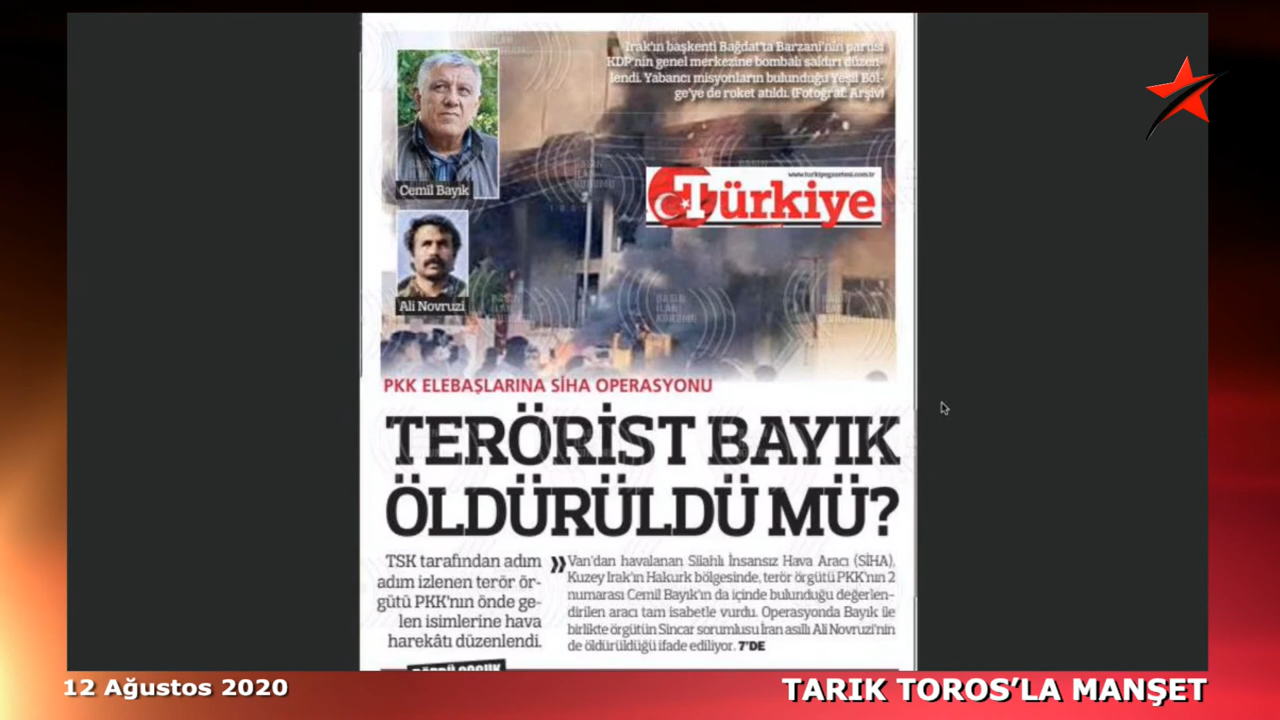 Irak'ın başkenti Bağdat'ta Barzani'nin partisi
KDP'nin genel merkezine bombalı saldırı düzen-
lendi. Yabancı misyonların bulunduğu Yeşil Böl-
ge'ye de roket atıldı. (Fotoğraf: Arşiv)
Cemil Bayık
www.turkiyegazetesi.com.tr
Türkiye
Ali Novruzi
BASIN
İLAN
KURUMU
BASIN
İLAN
KURUMU
PKK ELEBAŞLARINA SİHA OPERASYONU
TERÖRİST BAYIK
ÖLDÜRÜLDÜ MÜ?
TSK tarafından adım
adım izlenen terör ör-
gütü PKK'nın önde ge-
len isimlerine hava
harekâtı düzenlendi.
Van'dan havalanan Silahlı İnsansız Hava Aracı (SİHA),
Kuzey Irak'ın Hakurk bölgesinde, terör örgütü PKK'nın 2
numarası Cemil Bayık'ın da içinde bulunduğu değerlen-
dirilen aracı tam isabetle vurdu. Operasyonda Bayık ile
birlikte örgütün Sincar sorumlusu İran asıllı Ali Novruzi'nin
de öldürüldüğü ifade ediliyor. 7'DE
12 Ağustos 2020
TARIK TOROS'LA MANŞET